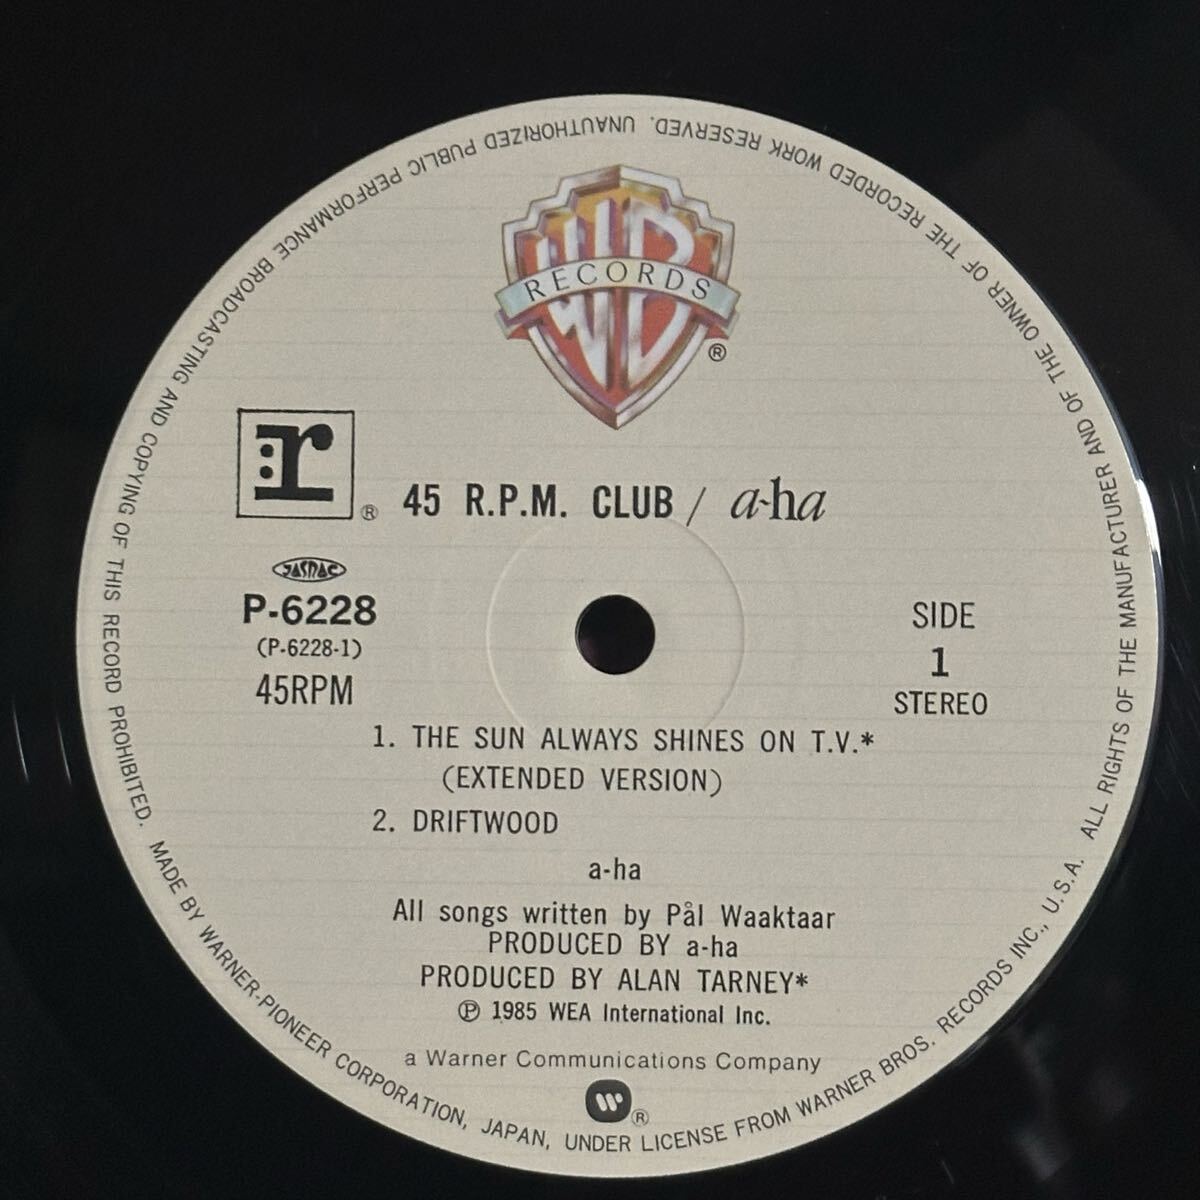 WB
RECORDS
®
r
® 45 R.P.M. CLUB / a-ha
JASRAC
P-6228
(P-6228-1)
45RPM
SIDE
1
STEREO
1. THE SUN ALWAYS SHINES ON T.V.*
(EXTENDED VERSION)
2. DRIFTWOOD
a-ha
All songs written by Pål Waaktaar
PRODUCED BY a-ha
PRODUCED BY ALAN TARNEY*
℗ 1985 WEA International Inc.
a Warner Communications Company
®
MADE BY WARNER-PIONEER CORPORATION, JAPAN, UNDER LICENSE FROM WARNER BROS. RECORDS INC., U.S.A. ALL RIGHTS OF THE MANUFACTURER AND OF THE OWNER OF THE RECORDED WORK RESERVED. UNAUTHORIZED PUBLIC PERFORMANCE BROADCASTING AND COPYING OF THIS RECORD PROHIBITED.